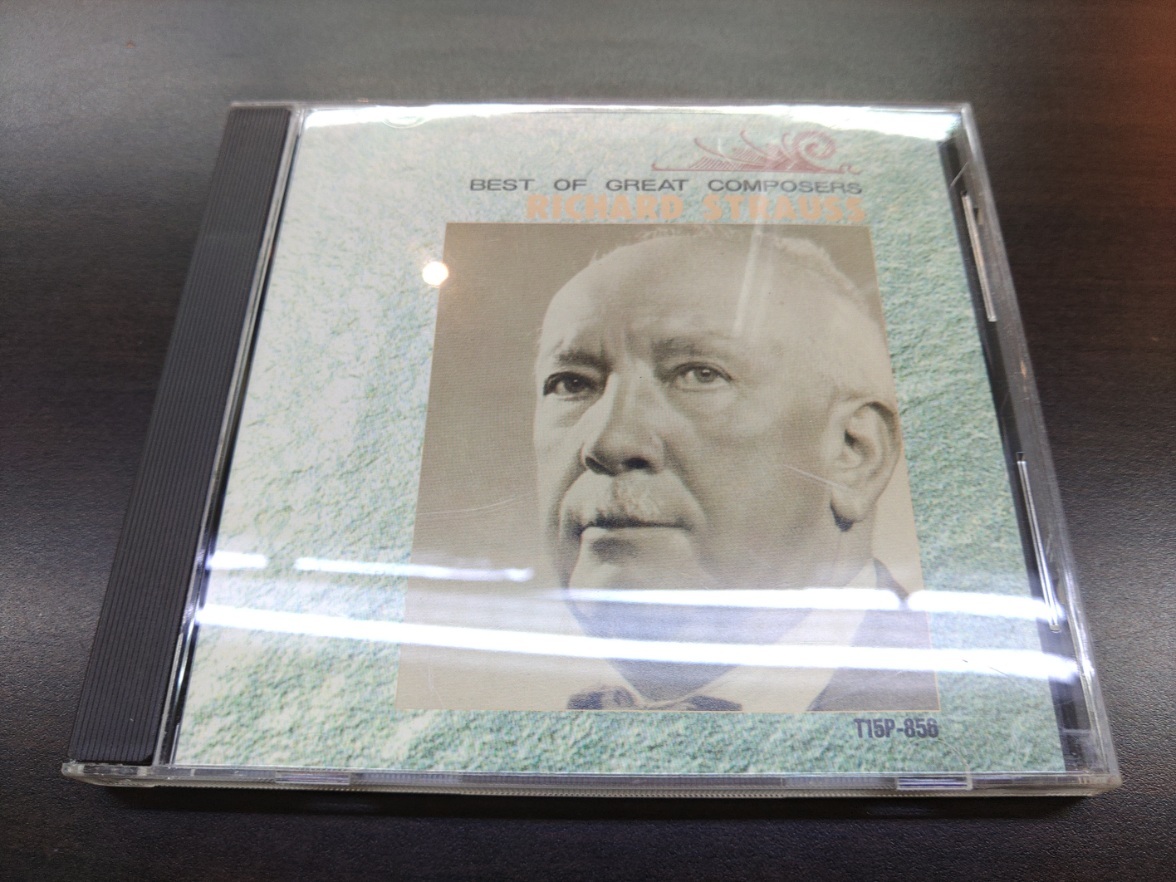 BEST OF GREAT COMPOSERS
RICHARD STRAUSS
T15P-856